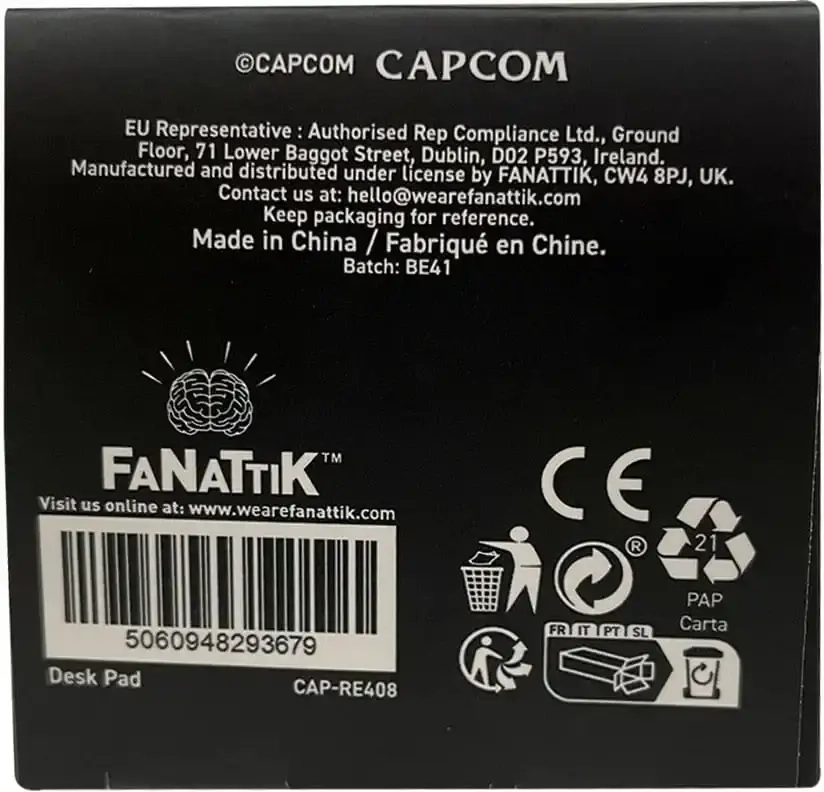 ©CAPCOM CAPCOM
EU Representative : Authorised Rep Compliance Ltd., Ground
Floor, 71 Lower Baggot Street, Dublin, D02 P593, Ireland.
Manufactured and distributed under license by FANATTIK, CW4 8PJ, UK.
Contact us at: hello@wearefanattik.com
Keep packaging for reference.
Made in China / Fabriqué en Chine.
Batch: BE41
FANATTIK™
Visit us online at: www.wearefanattik.com
5060948293679
Desk Pad
CAP-RE408
CE
®
21
PAP
Carta
FR IT PT SL